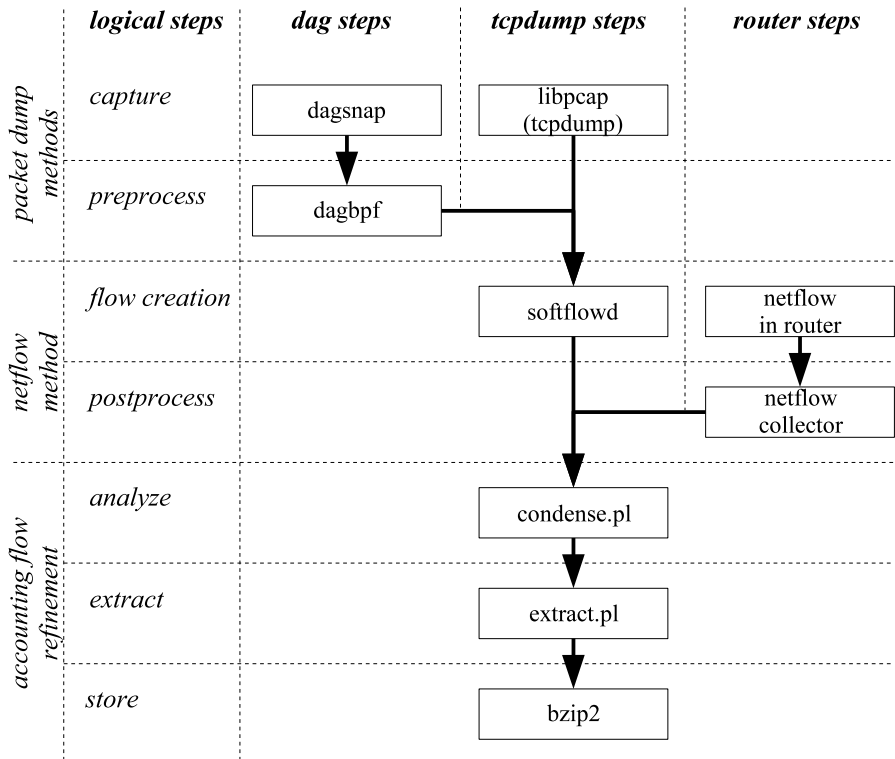 logical steps
dag steps
tcpdump steps
router steps
packet dump
methods
capture
dagsnap
libpcap
(tcpdump)
preprocess
dagbpf
netflow
method
flow creation
softflowd
netflow
in router
postprocess
netflow
collector
accounting flow
refinement
analyze
condense.pl
extract
extract.pl
store
bzip2